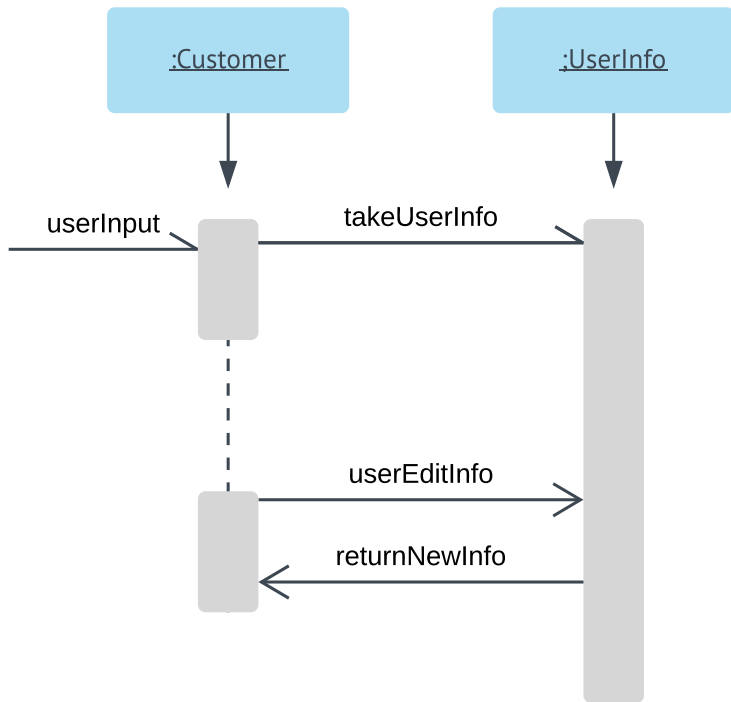 :Customer
;UserInfo
userInput
takeUserInfo
userEditInfo
returnNewInfo